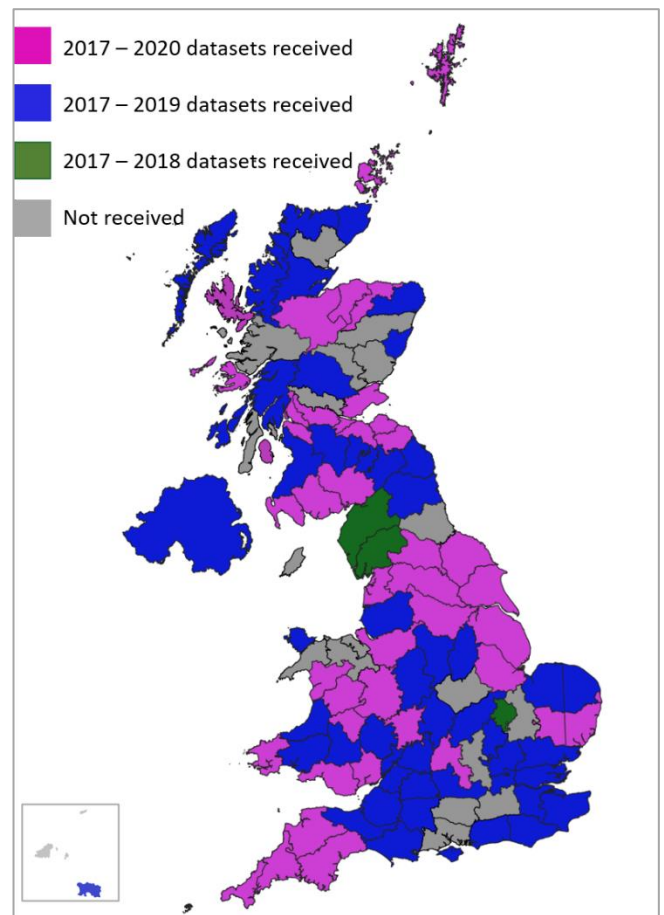 2017 – 2020 datasets received
2017 – 2019 datasets received
2017 – 2018 datasets received
Not received